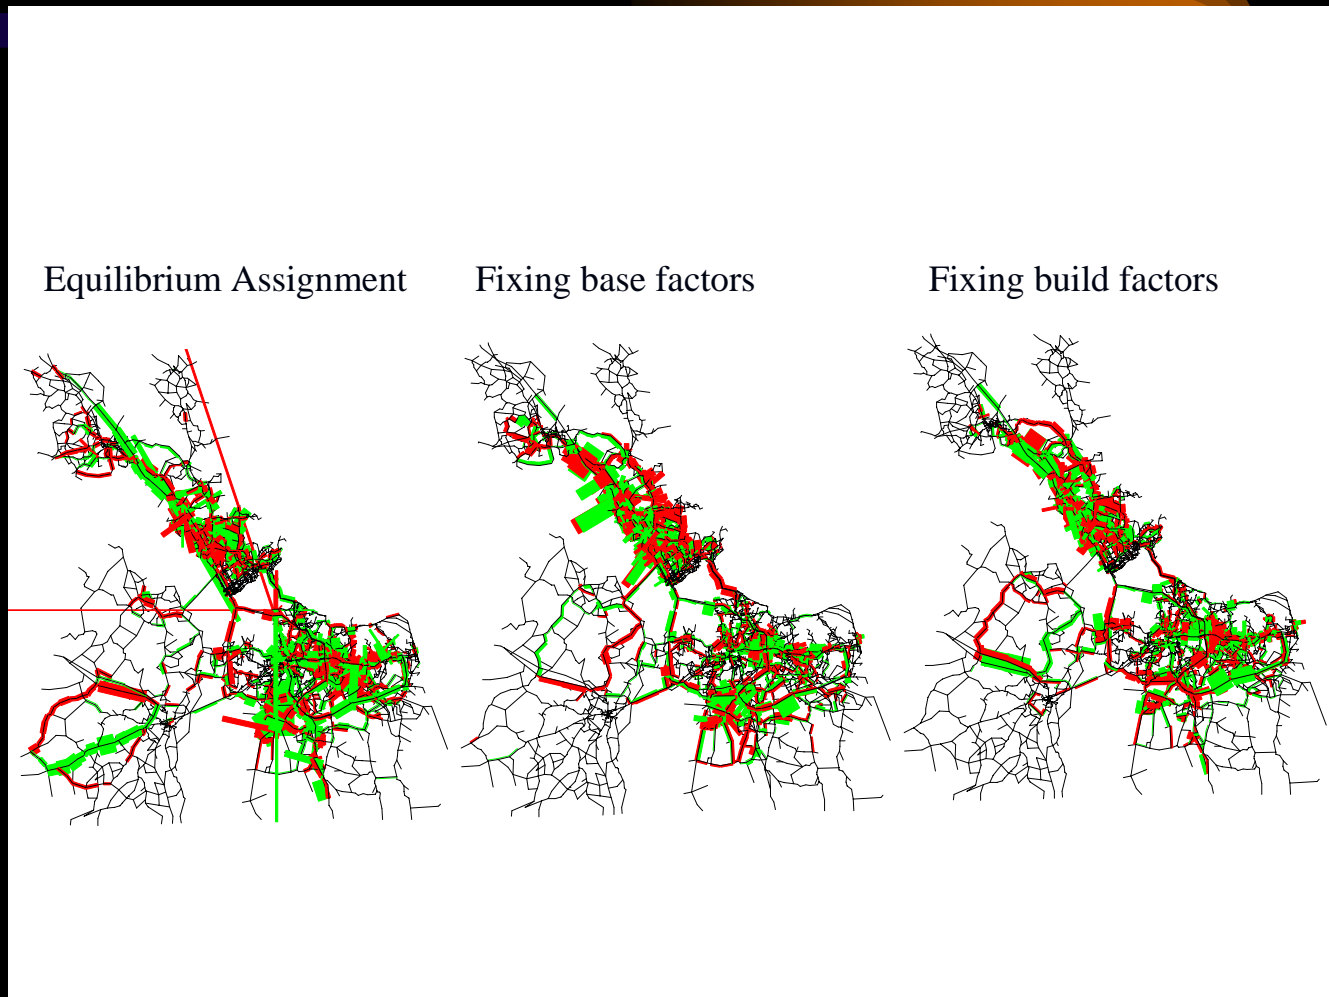 Equilibrium Assignment
Fixing base factors
Fixing build factors